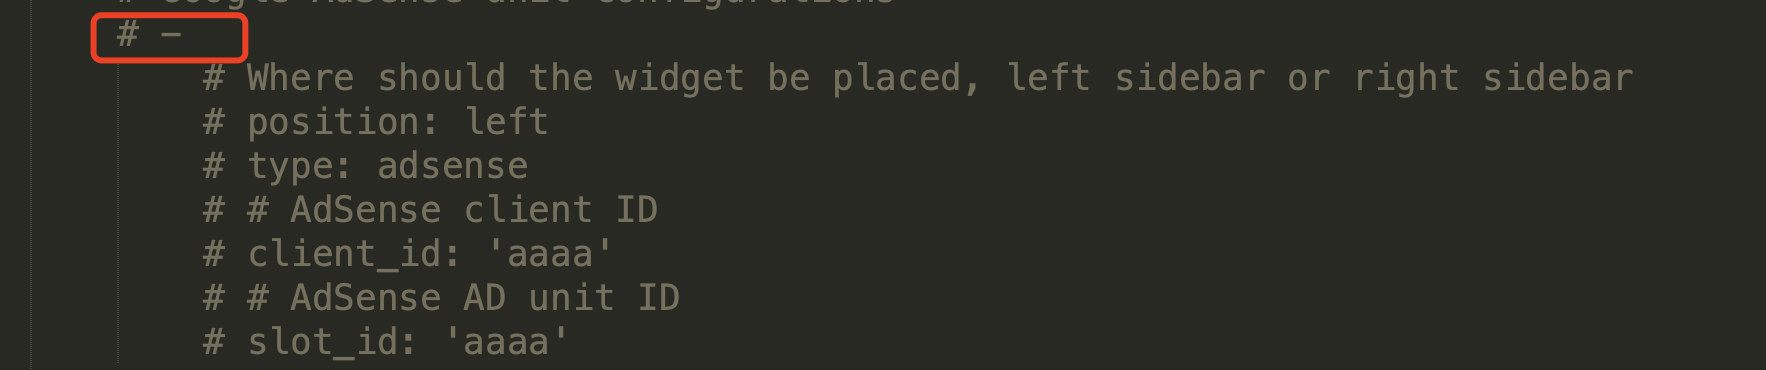 # -
# Where should the widget be placed, left sidebar or right sidebar
# position: left
# type: adsense
# # AdSense client ID
# client_id: 'aaaa'
# # AdSense AD unit ID
# slot_id: 'aaaa'